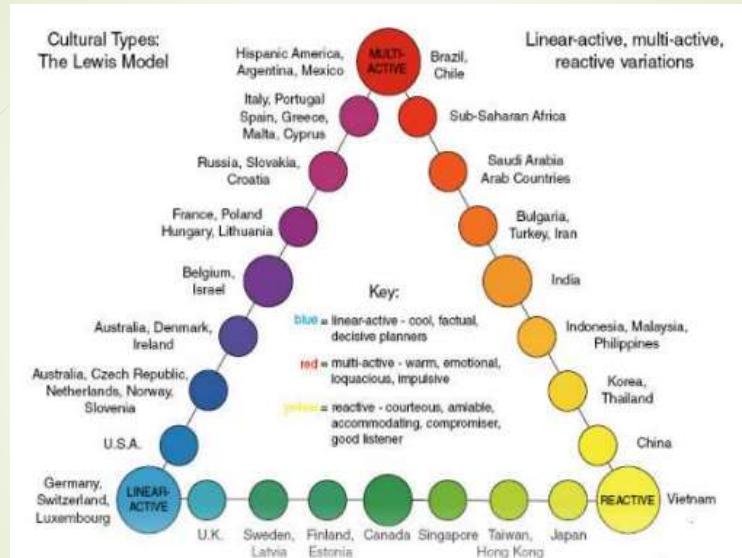 Cultural Types:
The Lewis Model
Linear-active, multi-active,
reactive variations
Hispanic America,
Argentina, Mexico
MULTI-
ACTIVE
Brazil,
Chile
Italy, Portugal
Spain, Greece,
Malta, Cyprus
Sub-Saharan Africa
Russia, Slovakia,
Croatia
Saudi Arabia
Arab Countries
France, Poland
Hungary, Lithuania
Bulgaria,
Turkey, Iran
Belgium,
Israel
India
Key:
blue = linear-active - cool, factual,
decisive planners
red = multi-active - warm, emotional,
loquacious, impulsive
yellow = reactive - courteous, amiable,
accommodating, compromiser,
good listener
Australia, Denmark,
Ireland
Indonesia, Malaysia,
Philippines
Australia, Czech Republic,
Netherlands, Norway,
Slovenia
Korea,
Thailand
U.S.A.
China
Germany,
Switzerland,
Luxembourg
LINEAR-
ACTIVE
REACTIVE
Vietnam
U.K.
Sweden,
Latvia
Finland,
Estonia
Canada
Singapore
Taiwan,
Hong Kong
Japan